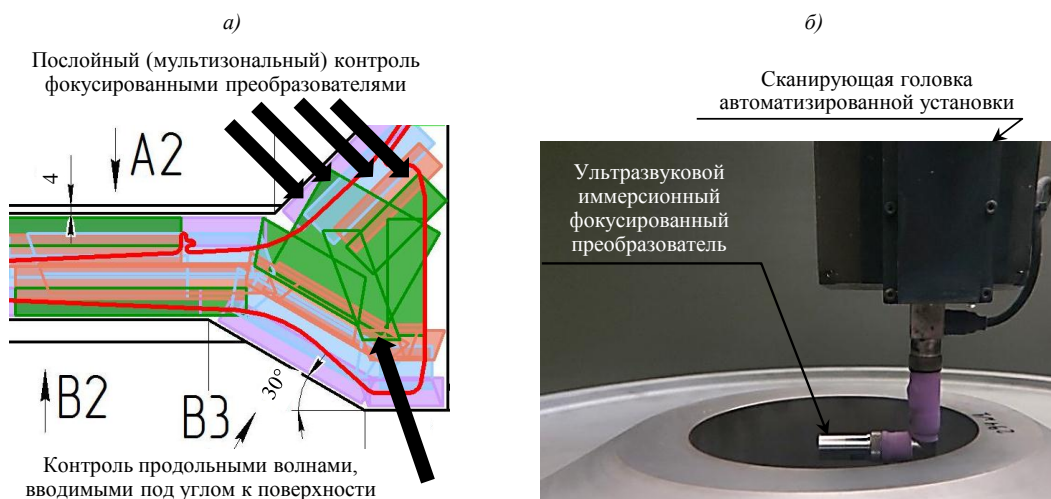 а)
Послойный (мультизональный) контроль
фокусированными преобразователями
4
A2
B2
B3
30°
Контроль продольными волнами,
вводимыми под углом к поверхности
б)
Сканирующая головка
автоматизированной установки
Ультразвуковой
иммерсионный
фокусированный
преобразователь